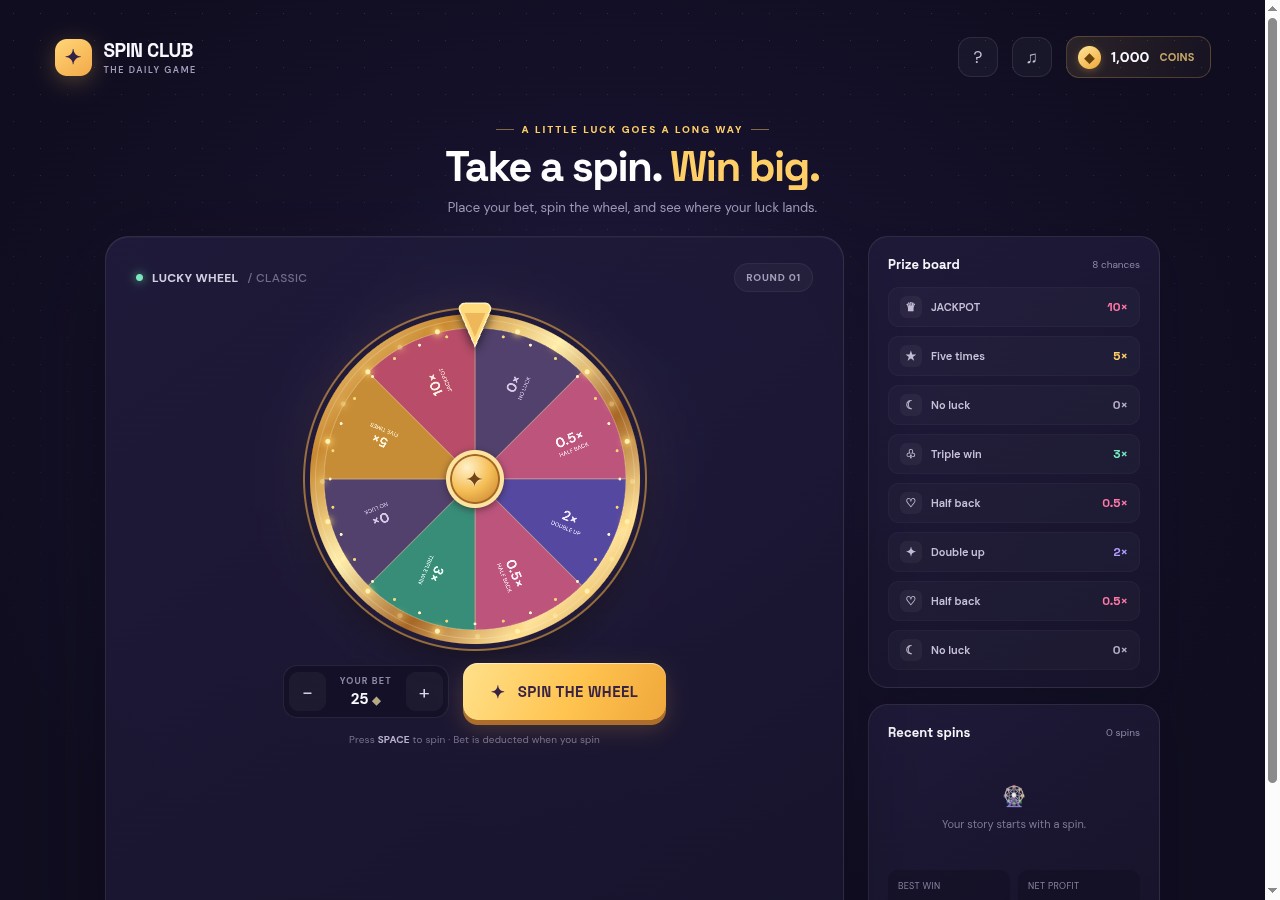 SPIN CLUB
THE DAILY GAME
?
1,000 COINS
A LITTLE LUCK GOES A LONG WAY
Take a spin. Win big.
Place your bet, spin the wheel, and see where your luck lands.
LUCKY WHEEL / CLASSIC
ROUND 01
10×
JACKPOT
0×
NO LUCK
0.5×
HALF BACK
2×
DOUBLE UP
0.5×
HALF BACK
3×
TRIPLE WIN
0×
NO LUCK
5×
FIVE TIMES
−
YOUR BET
25
+
SPIN THE WHEEL
Press SPACE to spin · Bet is deducted when you spin
Prize board
8 chances
JACKPOT 10×
Five times 5×
No luck 0×
Triple win 3×
Half back 0.5×
Double up 2×
Half back 0.5×
No luck 0×
Recent spins
0 spins
Your story starts with a spin.
BEST WIN
NET PROFIT